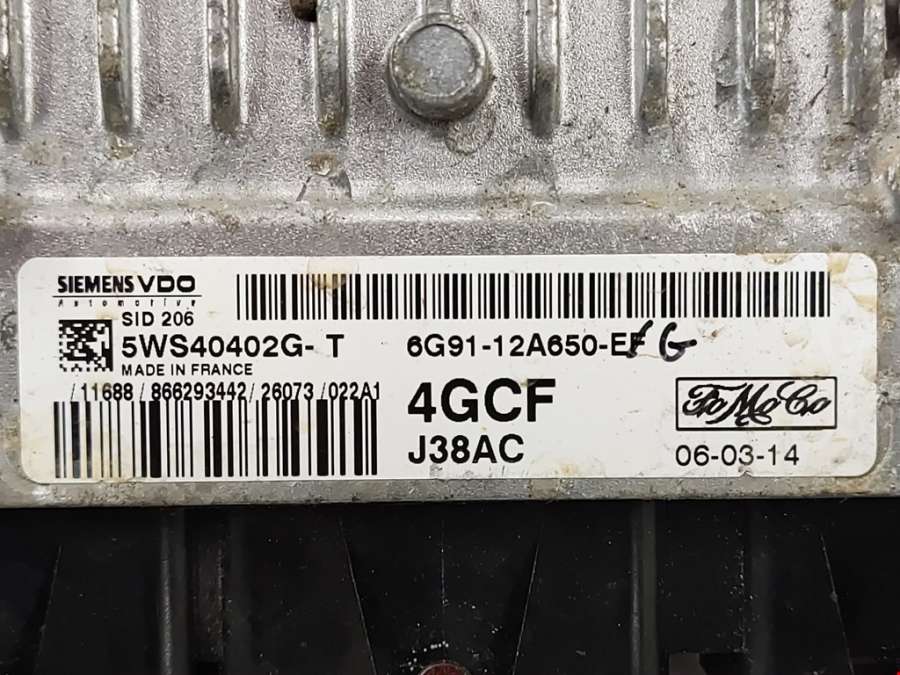 SIEMENS VDO
Automotive
SID 206
5WS40402G- T
MADE IN FRANCE
/11688/866293442/26073/022A1
6G91-12A650-EF G
4GCF
J38AC
FoMoCo
06-03-14